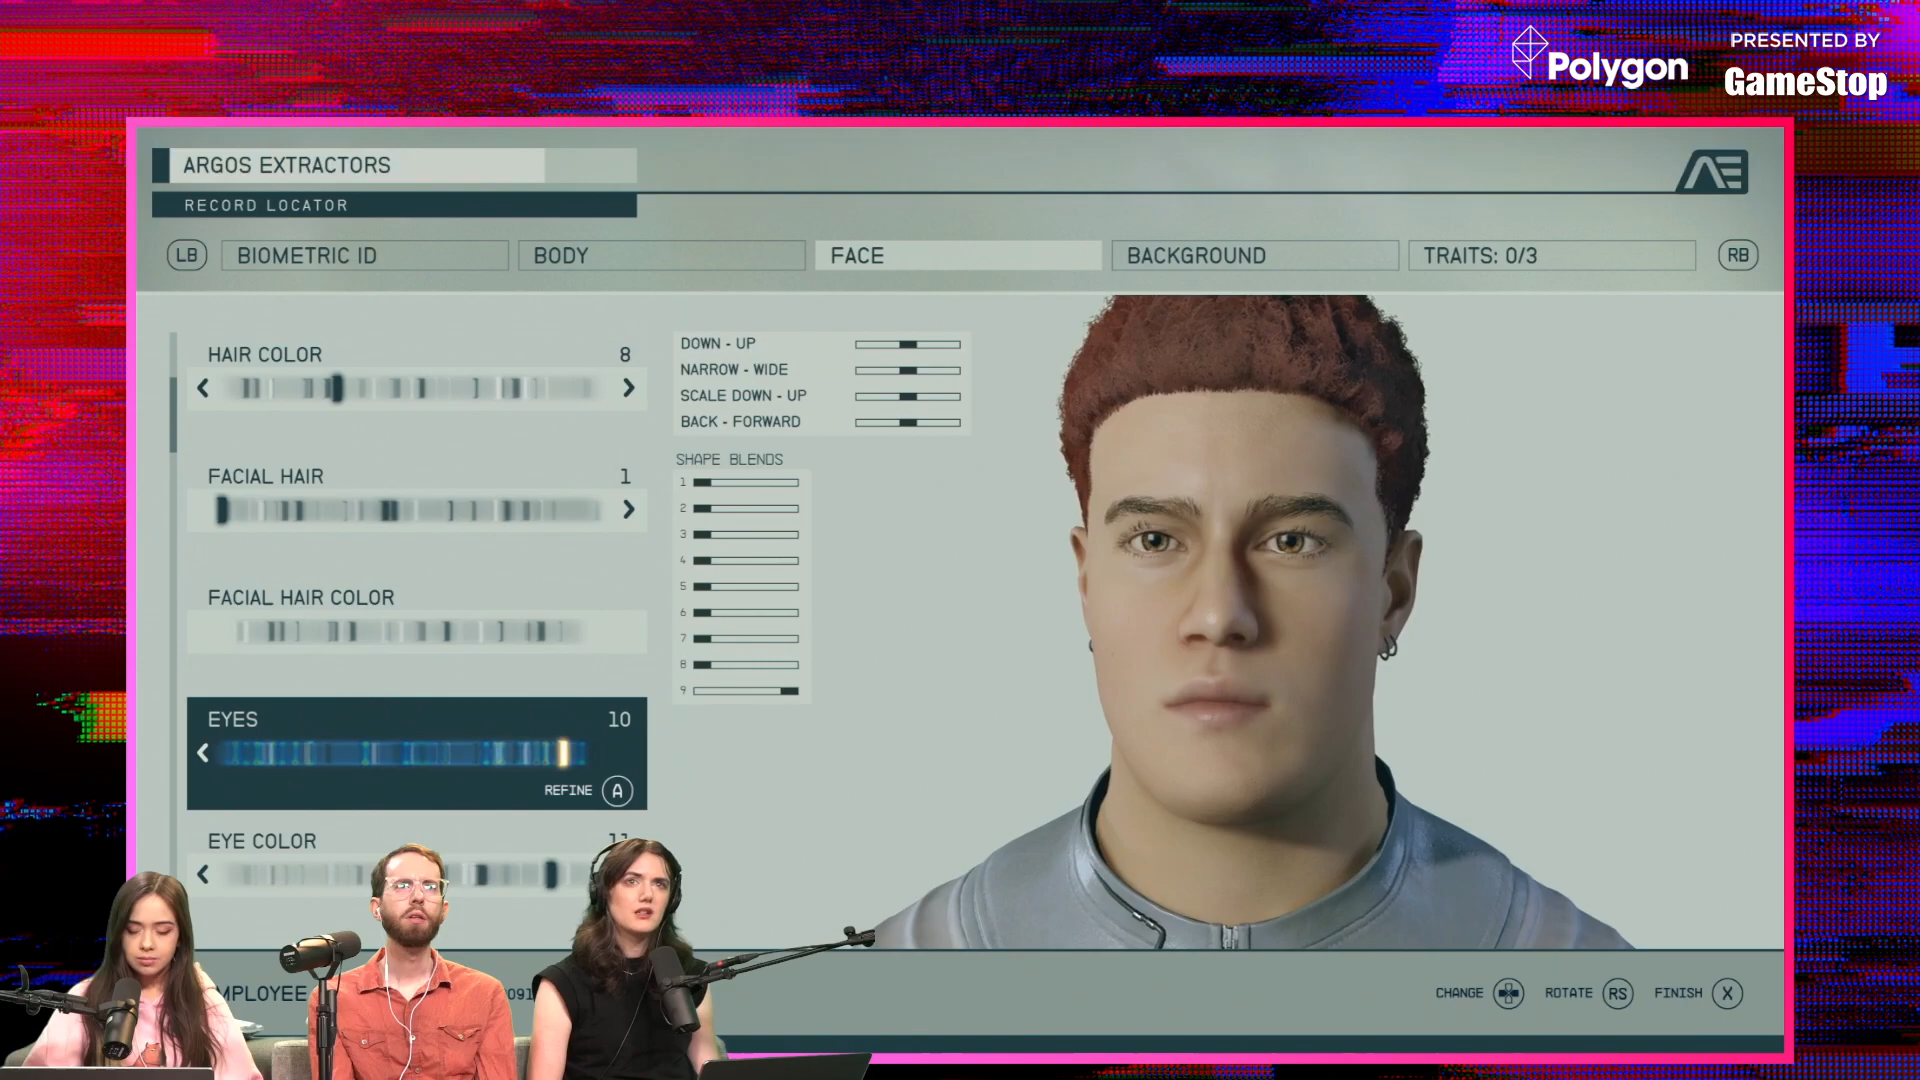 Polygon
PRESENTED BY
GameStop
ARGOS EXTRACTORS
AE
RECORD LOCATOR
LB
BIOMETRIC ID
BODY
FACE
BACKGROUND
TRAITS: 0/3
RB
HAIR COLOR 8
FACIAL HAIR 1
FACIAL HAIR COLOR
EYES 10
REFINE A
EYE COLOR 11
DOWN - UP
NARROW - WIDE
SCALE DOWN - UP
BACK - FORWARD
SHAPE BLENDS
1
2
3
4
5
6
7
8
9
MPLOYEE
091
CHANGE
ROTATE RS
FINISH X